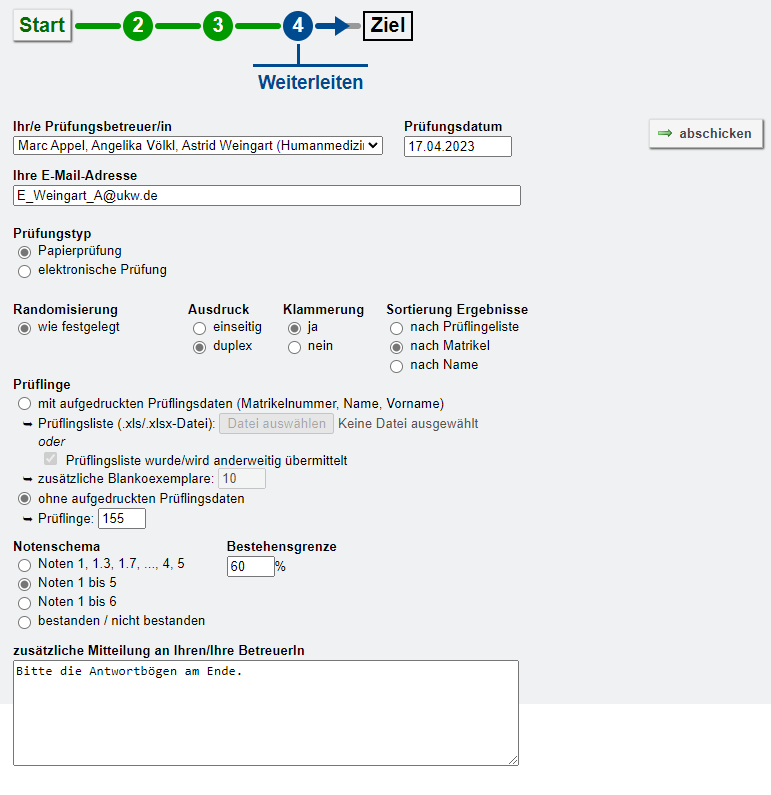 Start 2 3 4 Ziel
Weiterleiten
Ihr/e Prüfungsbetreuer/in Prüfungsdatum
Marc Appel, Angelika Völkl, Astrid Weingart (Humanmedizin 17.04.2023 abschicken
Ihre E-Mail-Adresse
E_Weingart_A@ukw.de
Prüfungstyp
Papierprüfung
elektronische Prüfung
Randomisierung Ausdruck Klammerung Sortierung Ergebnisse
wie festgelegt einseitig ja nach Prüflingeliste
duplex nein nach Matrikel
nach Name
Prüflinge
mit aufgedruckten Prüflingsdaten (Matrikelnummer, Name, Vorname)
Prüflingsliste (.xls/.xlsx-Datei): Datei auswählen Keine Datei ausgewählt
oder
Prüflingsliste wurde/wird anderweitig übermittelt
zusätzliche Blankoexemplare: 10
ohne aufgedruckten Prüflingsdaten
Prüflinge: 155
Notenschema Bestehensgrenze
Noten 1, 1.3, 1.7, ..., 4, 5 60 %
Noten 1 bis 5
Noten 1 bis 6
bestanden / nicht bestanden
zusätzliche Mitteilung an Ihren/Ihre BetreuerIn
Bitte die Antwortbögen am Ende.